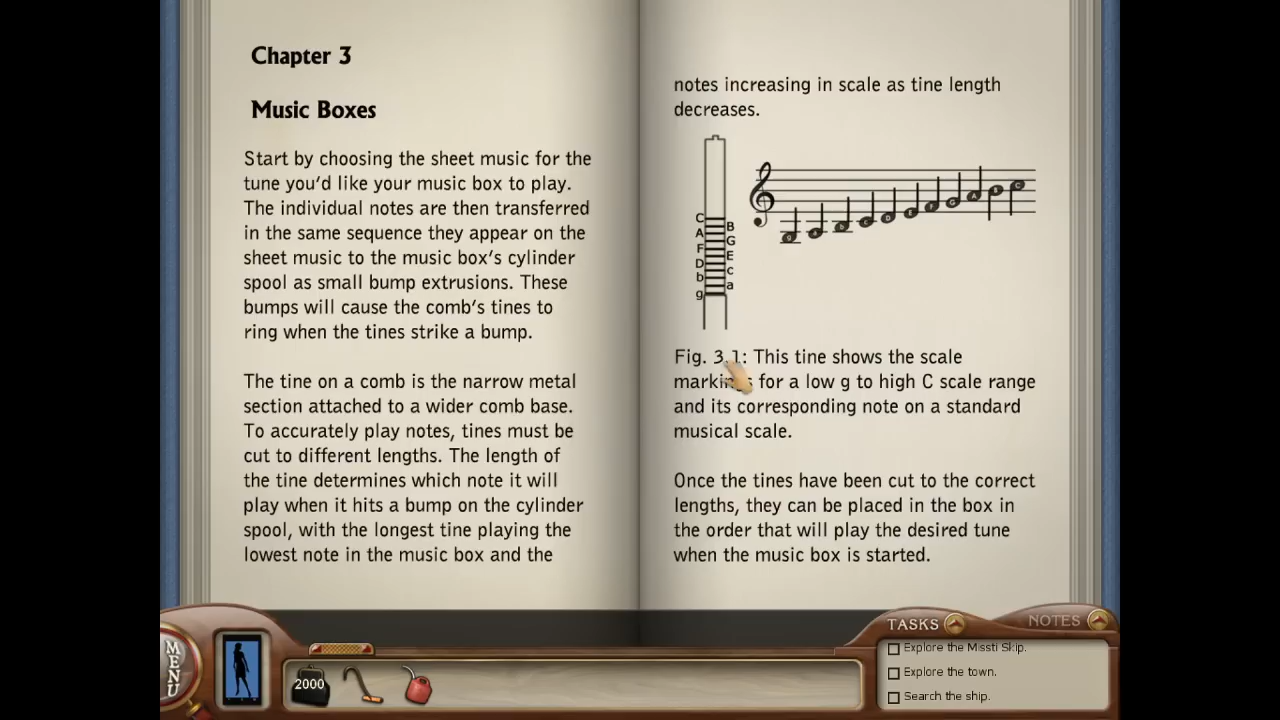 Chapter 3
Music Boxes
Start by choosing the sheet music for the
tune you'd like your music box to play.
The individual notes are then transferred
in the same sequence they appear on the
sheet music to the music box's cylinder
spool as small bump extrusions. These
bumps will cause the comb's tines to
ring when the tines strike a bump.
The tine on a comb is the narrow metal
section attached to a wider comb base.
To accurately play notes, tines must be
cut to different lengths. The length of
the tine determines which note it will
play when it hits a bump on the cylinder
spool, with the longest tine playing the
lowest note in the music box and the
notes increasing in scale as tine length
decreases.
C
B
A
G
F
E
D
c
b
a
g
G A B C D E F G A B C
Fig. 3.1: This tine shows the scale
markings for a low g to high C scale range
and its corresponding note on a standard
musical scale.
Once the tines have been cut to the correct
lengths, they can be placed in the box in
the order that will play the desired tune
when the music box is started.
MENU
2000
TASKS
NOTES
Explore the Missti Skip.
Explore the town.
Search the ship.